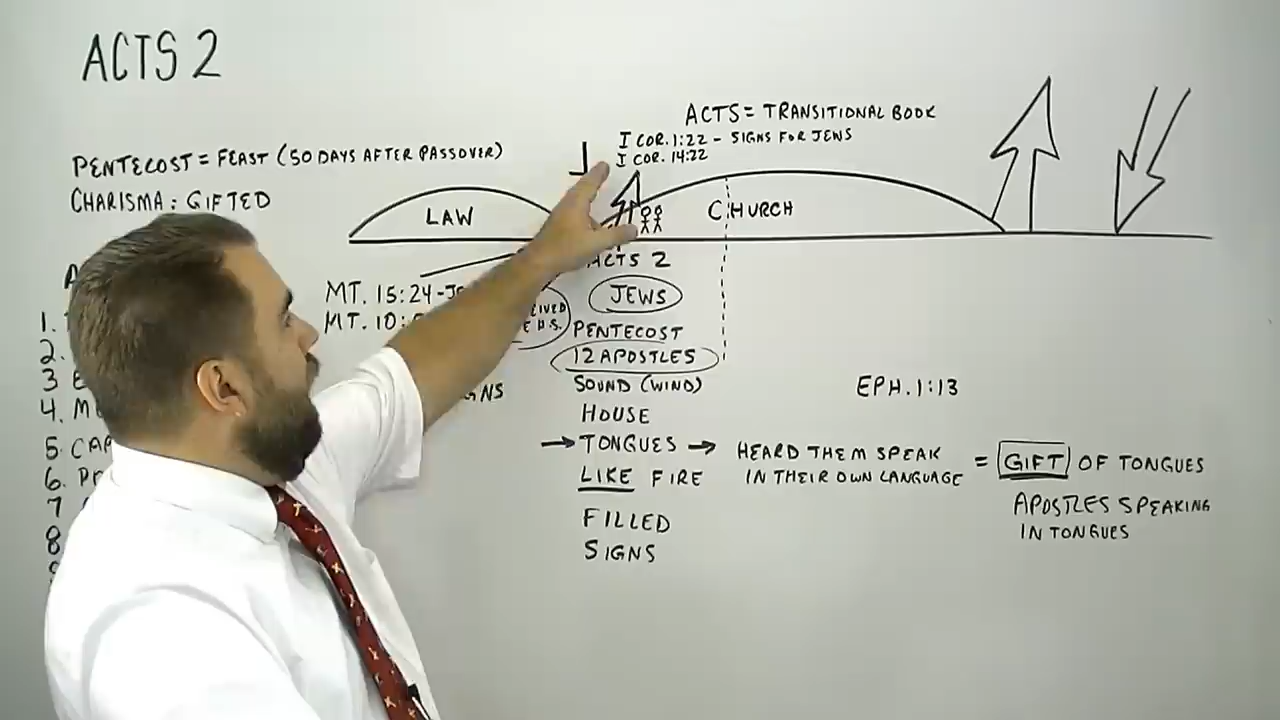 ACTS 2
ACTS = TRANSITIONAL BOOK
I COR. 1:22 - SIGNS FOR JEWS
I COR. 14:22
PENTECOST = FEAST (50 DAYS AFTER PASSOVER)
CHARISMA: GIFTED
LAW
CHURCH
ACTS 2
MT. 15:24-
MT. 10:
H.S.
JEWS
PENTECOST
12 APOSTLES
SOUND (WIND)
HOUSE
→ TONGUES → HEARD THEM SPEAK
LIKE FIRE
IN THEIR OWN LANGUAGE
= GIFT OF TONGUES
APOSTLES SPEAKING
IN TONGUES
FILLED
SIGNS
EPH. 1:13
1.
2.
3
4.
5.
6.
7
8